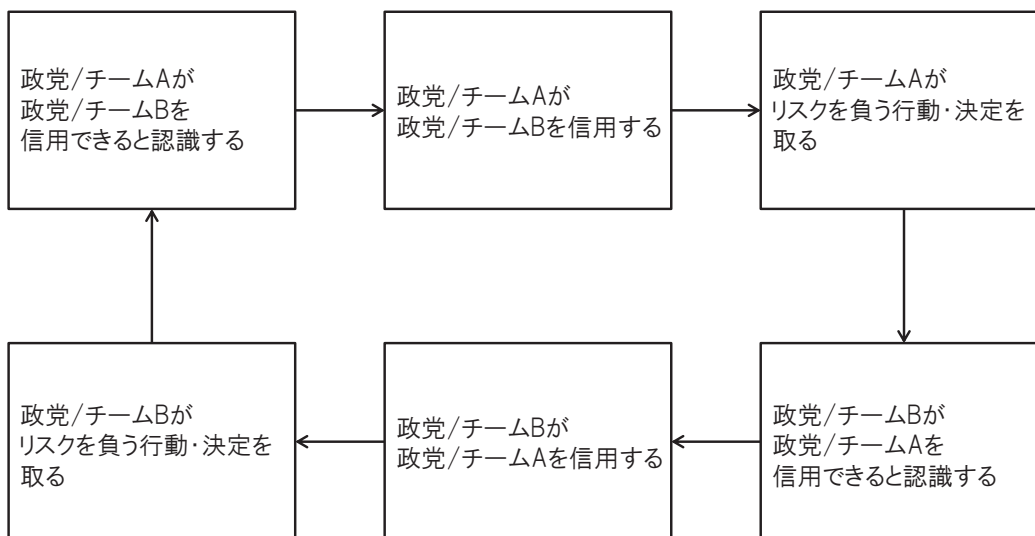 政党/チームAが
政党/チームBを
信用できると認識する
政党/チームAが
政党/チームBを信用する
政党/チームAが
リスクを負う行動・決定を
取る
政党/チームBが
リスクを負う行動・決定を
取る
政党/チームBが
政党/チームAを信用する
政党/チームBが
政党/チームAを
信用できると認識する